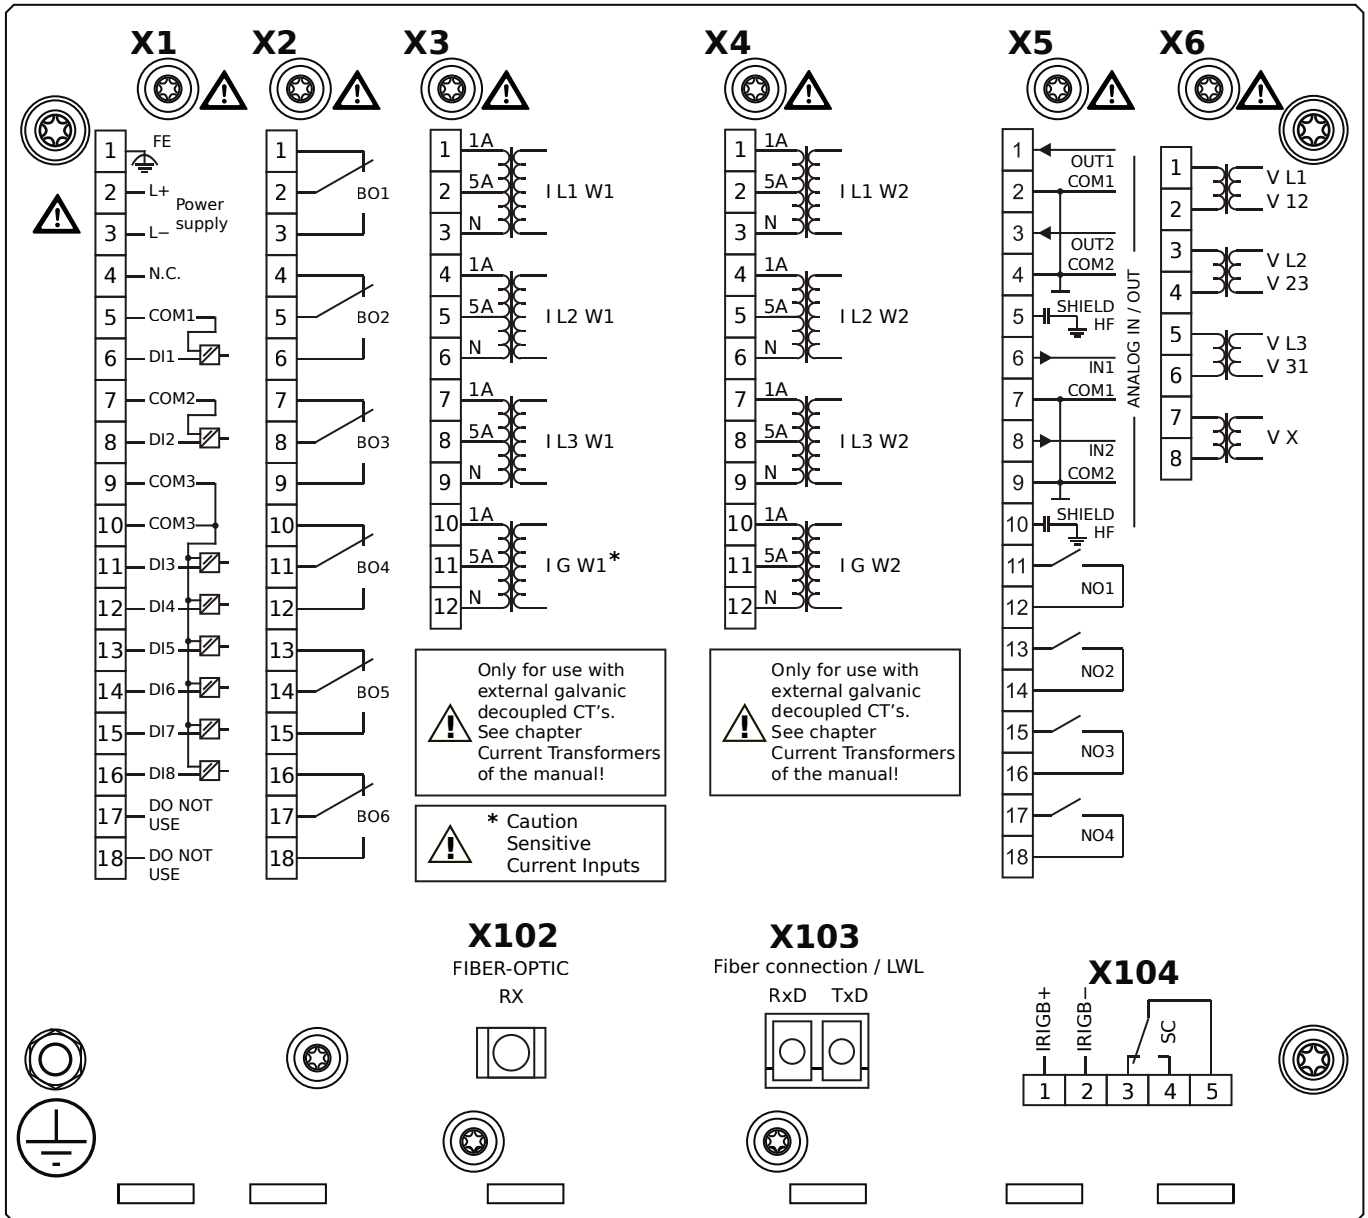 X1
X2
X3
X4
X5
X6
1 FE
2 L+
Power
supply
3 L−
4 N.C.
5 COM1
6 DI1
7 COM2
8 DI2
9 COM3
10 COM3
11 DI3
12 DI4
13 DI5
14 DI6
15 DI7
16 DI8
17 DO NOT
USE
18 DO NOT
USE
1
2 BO1
3
4
5 BO2
6
7
8 BO3
9
10
11 BO4
12
13
14 BO5
15
16
17 BO6
18
1 1A
2 5A I L1 W1
3 N
4 1A
5 5A I L2 W1
6 N
7 1A
8 5A I L3 W1
9 N
10 1A
11 5A I G W1*
12 N
Only for use with
external galvanic
decoupled CT's.
See chapter
Current Transformers
of the manual!
* Caution
Sensitive
Current Inputs
1 1A
2 5A I L1 W2
3 N
4 1A
5 5A I L2 W2
6 N
7 1A
8 5A I L3 W2
9 N
10 1A
11 5A I G W2
12 N
Only for use with
external galvanic
decoupled CT's.
See chapter
Current Transformers
of the manual!
1 OUT1
2 COM1
3 OUT2
4 COM2
5 SHIELD
HF
6 IN1
7 COM1
8 IN2
9 COM2
10 SHIELD
HF
ANALOG IN / OUT
11
NO1
12
13
NO2
14
15
NO3
16
17
NO4
18
1 V L1
2 V 12
3 V L2
4 V 23
5 V L3
6 V 31
7
V X
8
X102
FIBER-OPTIC
RX
X103
Fiber connection / LWL
RxD TxD
X104
IRIGB+
IRIGB−
SC
1 2 3 4 5